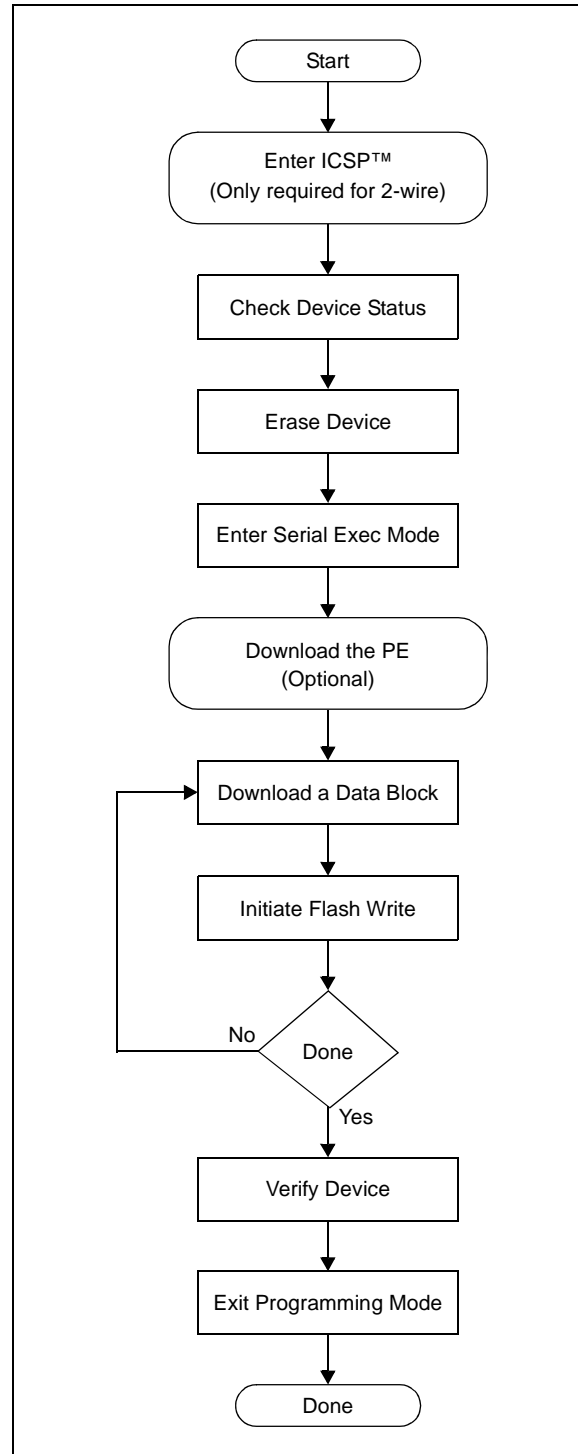 Start
Enter ICSP™
(Only required for 2-wire)
Check Device Status
Erase Device
Enter Serial Exec Mode
Download the PE
(Optional)
Download a Data Block
Initiate Flash Write
No
Done
Yes
Verify Device
Exit Programming Mode
Done